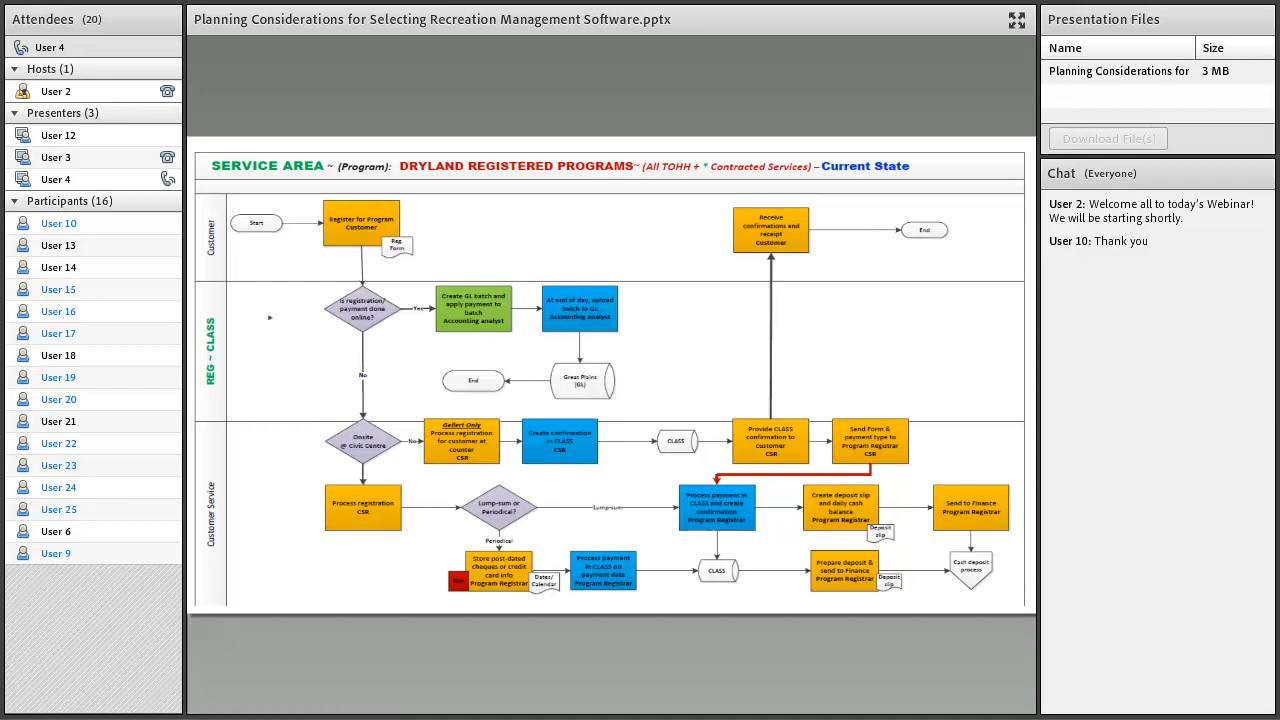 Attendees (20)
User 4
Hosts (1)
User 2
Presenters (3)
User 12
User 3
User 4
Participants (16)
User 10
User 13
User 14
User 15
User 16
User 17
User 18
User 19
User 20
User 21
User 22
User 23
User 24
User 25
User 6
User 9
Planning Considerations for Selecting Recreation Management Software.pptx
SERVICE AREA ~ (Program): DRYLAND REGISTERED PROGRAMS~ (All TOHH + * Contracted Services) – Current State
Customer
Start
Register for Program
Customer
Reg.
Form
Receive
confirmations and
receipt
Customer
End
REG ~ CLASS
Is registration/
payment done
online?
Yes
Create GL batch and
apply payment to
batch
Accounting analyst
At end of day, upload
batch to GL
Accounting analyst
No
End
Great Plains
(GL)
Customer Service
Onsite
@ Civic Centre
No
Gellert Only
Process registration
for customer at
counter
CSR
Create confirmation
in CLASS
CSR
CLASS
Provide CLASS
confirmation to
customer
CSR
Send Form &
payment type to
Program Registrar
CSR
Process registration
CSR
Lump-sum or
Periodical?
Lump-sum
Process payment in
CLASS and create
confirmation
Program Registrar
Create deposit slip
and daily cash
balance
Program Registrar
Deposit
slip
Send to Finance
Program Registrar
Periodical
Store post-dated
cheques or credit
card info
Program Registrar
Dates/
Calendar
Process payment
in CLASS on
payment date
Program Registrar
CLASS
Prepare deposit &
send to Finance
Program Registrar
Deposit
slip
Cash deposit
process
Presentation Files
Name Size
Planning Considerations for 3 MB
Download File(s)
Chat (Everyone)
User 2: Welcome all to today's Webinar!
We will be starting shortly.
User 10: Thank you